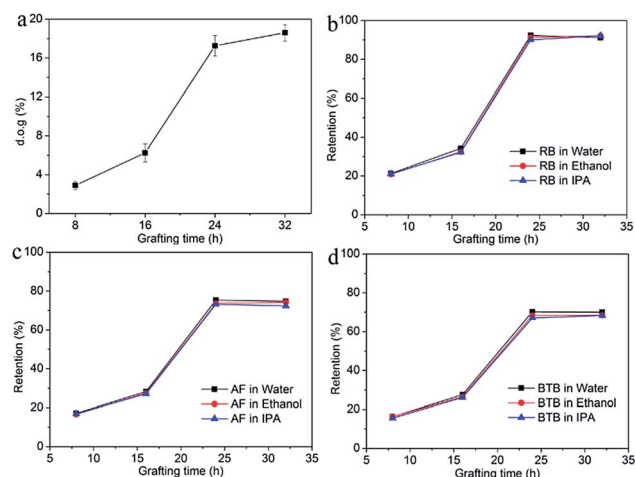 a
20
16
12
8
4
0
d.o.g (%)
8 16 24 32
Grafting time (h)
b
100
80
60
40
20
0
Retention (%)
RB in Water
RB in Ethanol
RB in IPA
5 10 15 20 25 30 35
Grafting time (h)
c
100
80
60
40
20
0
Retention (%)
AF in Water
AF in Ethanol
AF in IPA
5 10 15 20 25 30 35
Grafting time (h)
d
100
80
60
40
20
0
Retention (%)
BTB in Water
BTB in Ethanol
BTB in IPA
5 10 15 20 25 30 35
Grafting time (h)